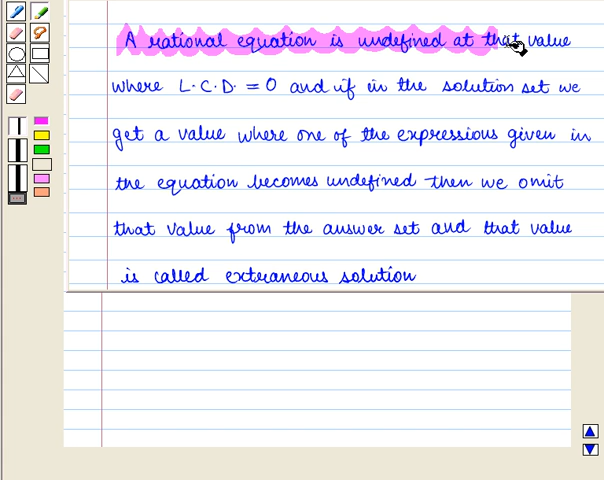 A rational equation is undefined at that value
where L.C.D. = 0 and if in the solution set we
get a value where one of the expressions given in
the equation becomes undefined then we omit
that value from the answer set and that value
is called extraneous solution